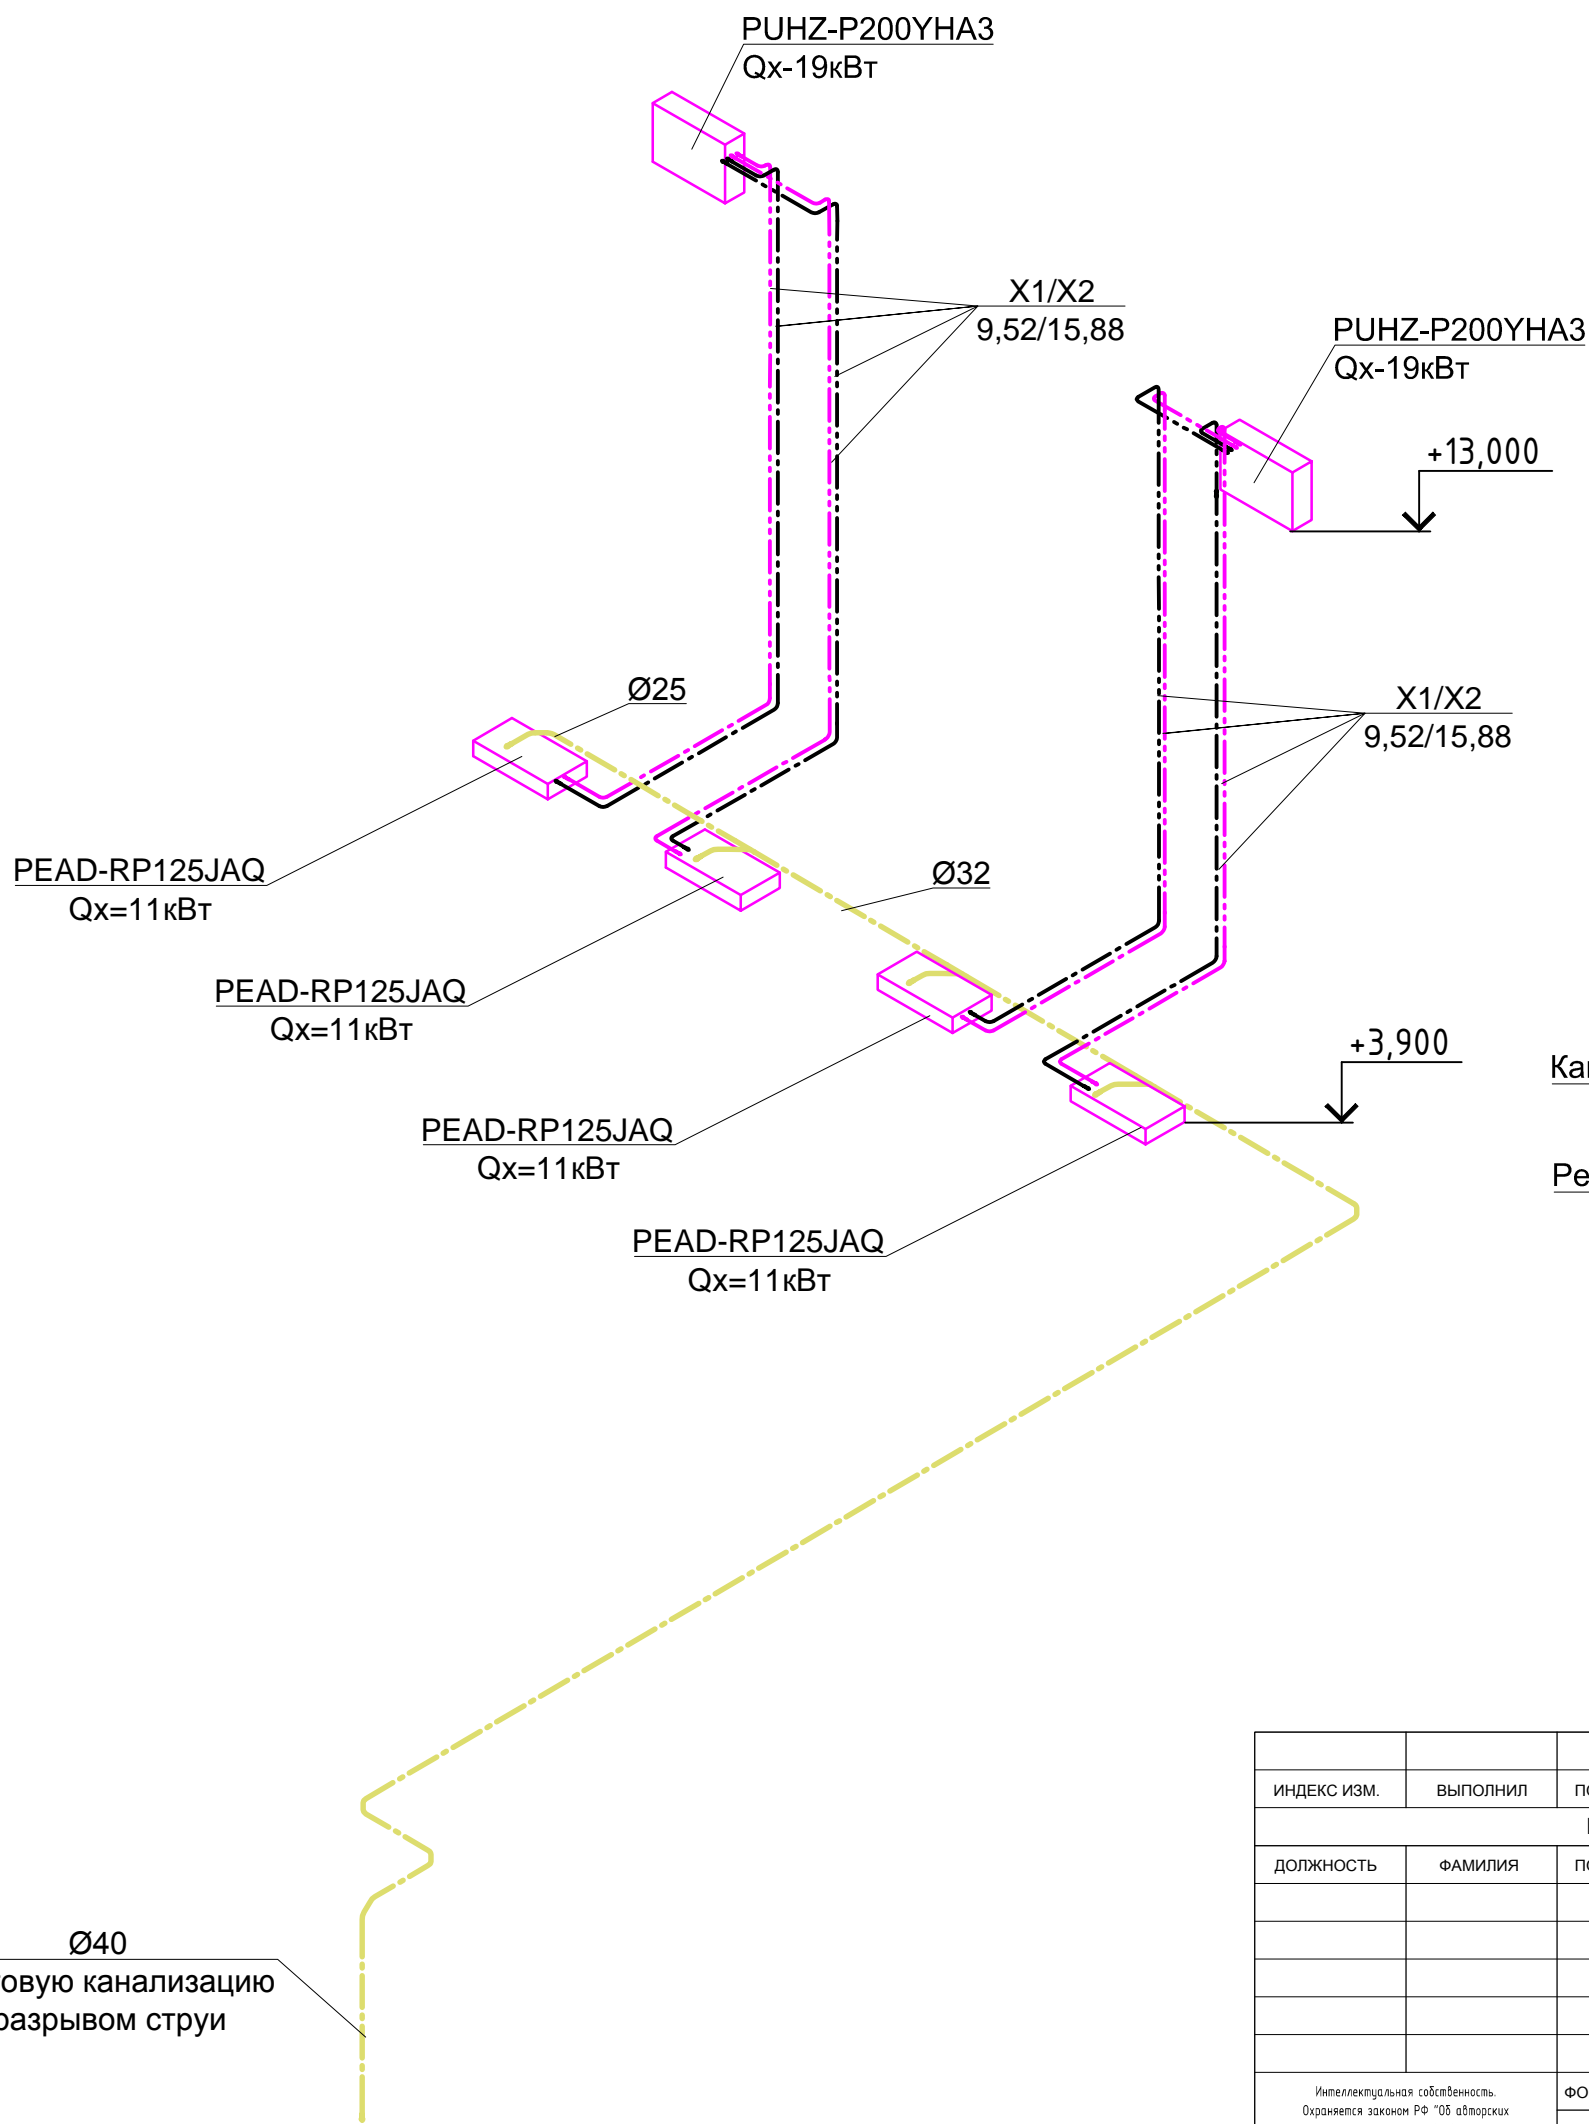 PUHZ-P200YHA3
Qx-19кВт
X1/X2
9,52/15,88
PUHZ-P200YHA3
Qx-19кВт
+13,000
Ø25
X1/X2
9,52/15,88
PEAD-RP125JAQ
Qx=11кВт
Ø32
PEAD-RP125JAQ
Qx=11кВт
+3,900
PEAD-RP125JAQ
Qx=11кВт
PEAD-RP125JAQ
Qx=11кВт
Ø40
канализацию
разрывом струи
ИНДЕКС ИЗМ. ВЫПОЛНИЛ
ДОЛЖНОСТЬ ФАМИЛИЯ
Интеллектуальная собственность.
Охраняется законом РФ "Об авторских